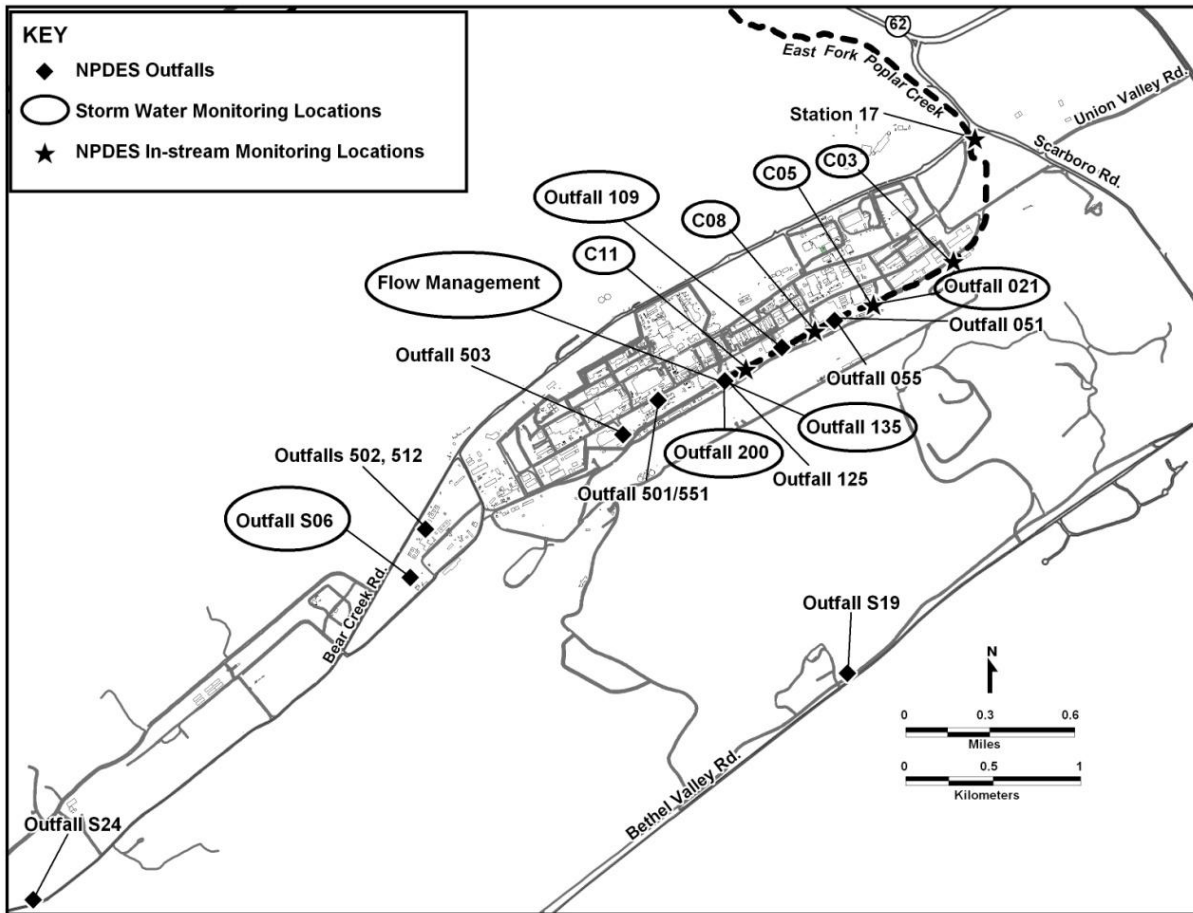 KEY
NPDES Outfalls
Storm Water Monitoring Locations
NPDES In-stream Monitoring Locations
62
East Fork Poplar Creek
Union Valley Rd.
Station 17
Scarboro Rd.
C03
C05
Outfall 109
C08
C11
Flow Management
Outfall 021
Outfall 051
Outfall 503
Outfall 055
Outfall 135
Outfall 200
Outfalls 502, 512
Outfall 125
Outfall 501/551
Outfall S06
Outfall S19
Bear Creek Rd.
N
0 0.3 0.6
Miles
0 0.5 1
Kilometers
Bethel Valley Rd.
Outfall S24